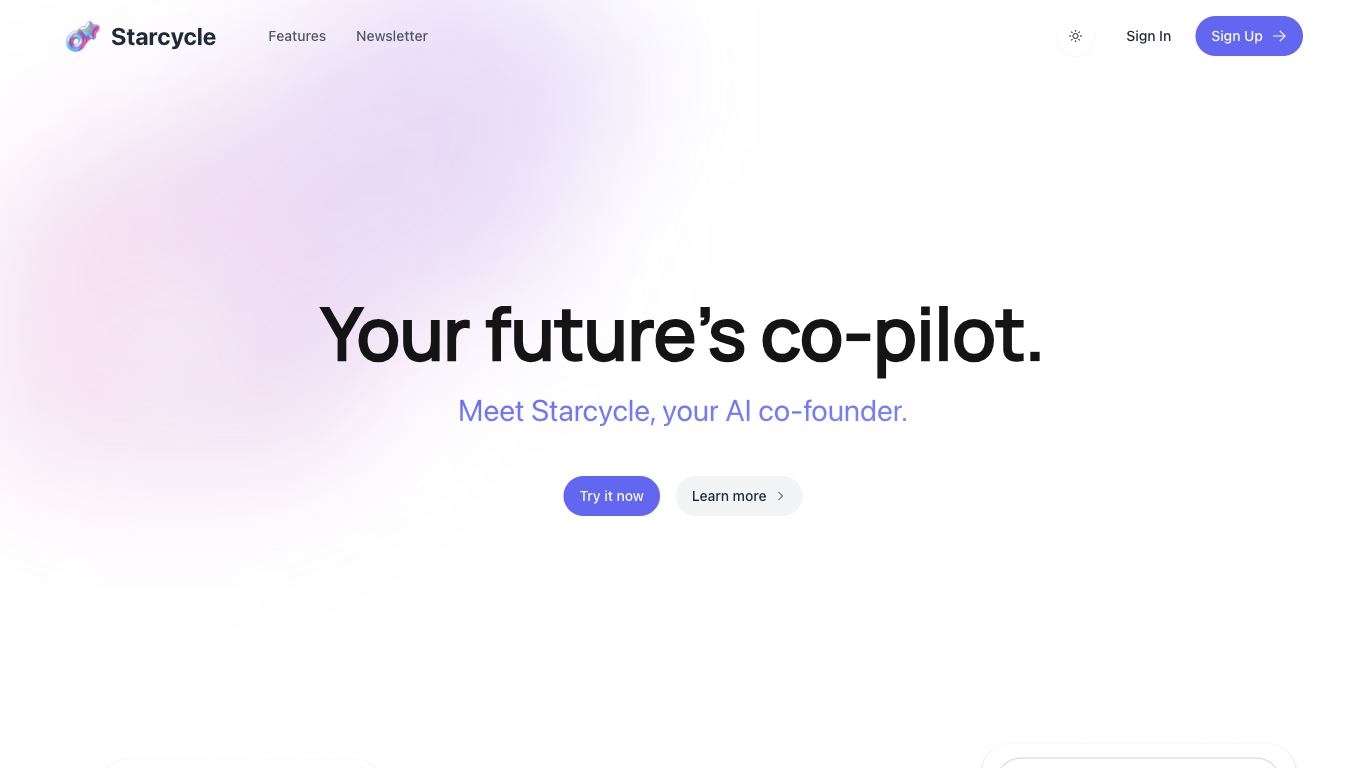 Starcycle
Features
Newsletter
Sign In
Sign Up
Your future’s co-pilot.
Meet Starcycle, your AI co-founder.
Try it now
Learn more